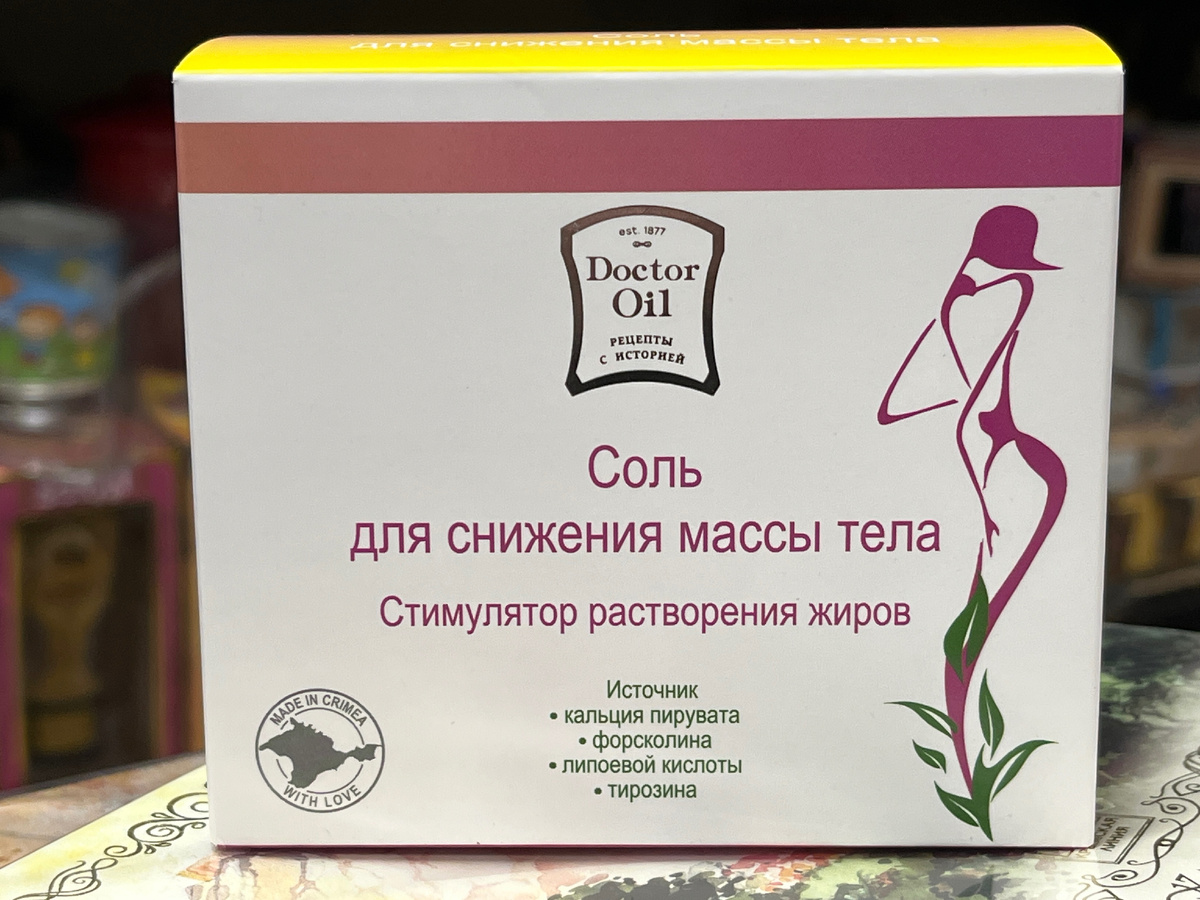 Соль
для снижения массы тела
est. 1877
Doctor
Oil
РЕЦЕПТЫ
С ИСТОРИЕЙ
Соль
для снижения массы тела
Стимулятор растворения жиров
Источник
• кальция пирувата
• форсколина
• липоевой кислоты
• тирозина
MADE IN CRIMEA
WITH LOVE
ЛИНИЯ